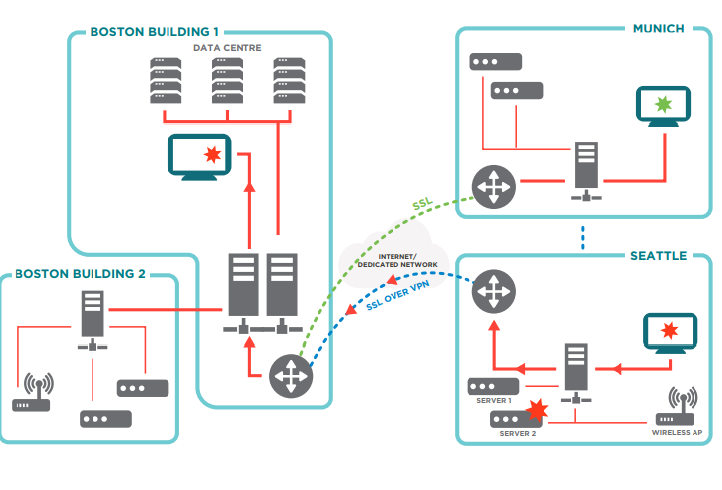 BOSTON BUILDING 1
DATA CENTRE
MUNICH
SSL
INTERNET/
DEDICATED NETWORK
SSL OVER VPN
BOSTON BUILDING 2
SEATTLE
SERVER 1
SERVER 2
WIRELESS AP